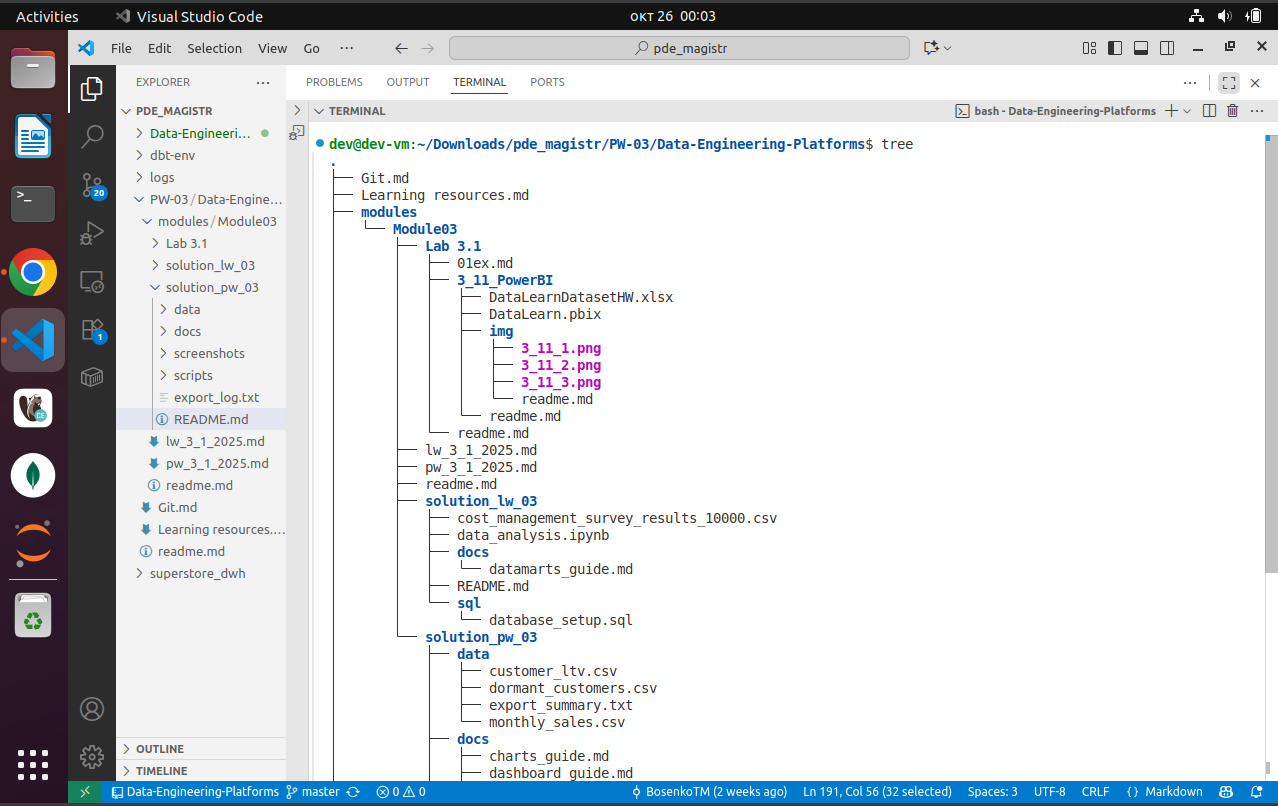 Activities
Visual Studio Code
окт 26 00:03
File Edit Selection View Go ···
pde_magistr
EXPLORER
PROBLEMS OUTPUT TERMINAL PORTS
PDE_MAGISTR
TERMINAL
bash - Data-Engineering-Platforms
Data-Engineeri...
dbt-env
logs
PW-03 / Data-Engine...
modules / Module03
Lab 3.1
solution_lw_03
solution_pw_03
data
docs
screenshots
scripts
export_log.txt
README.md
lw_3_1_2025.md
pw_3_1_2025.md
readme.md
Git.md
Learning resources....
readme.md
superstore_dwh
OUTLINE
TIMELINE
20
1
dev@dev-vm:~/Downloads/pde_magistr/PW-03/Data-Engineering-Platforms$ tree
.
├── Git.md
├── Learning resources.md
├── modules
│   └── Module03
│       ├── Lab 3.1
│       │   ├── 01ex.md
│       │   ├── 3_11_PowerBI
│       │   │   ├── DataLearnDatasetHW.xlsx
│       │   │   ├── DataLearn.pbix
│       │   │   ├── img
│       │   │   │   ├── 3_11_1.png
│       │   │   │   ├── 3_11_2.png
│       │   │   │   ├── 3_11_3.png
│       │   │   │   └── readme.md
│       │   │   └── readme.md
│       │   └── readme.md
│       ├── lw_3_1_2025.md
│       ├── pw_3_1_2025.md
│       ├── readme.md
│       ├── solution_lw_03
│       │   ├── cost_management_survey_results_10000.csv
│       │   ├── data_analysis.ipynb
│       │   ├── docs
│       │   │   └── datamarts_guide.md
│       │   ├── README.md
│       │   └── sql
│       │       └── database_setup.sql
│       └── solution_pw_03
│           ├── data
│           │   ├── customer_ltv.csv
│           │   ├── dormant_customers.csv
│           │   ├── export_summary.txt
│           │   └── monthly_sales.csv
│           ├── docs
│           │   ├── charts_guide.md
│           │   ├── dashboard_guide.md
Data-Engineering-Platforms master 0 0 BosenkoTM (2 weeks ago) Ln 191, Col 56 (32 selected) Spaces: 3 UTF-8 CRLF {} Markdown